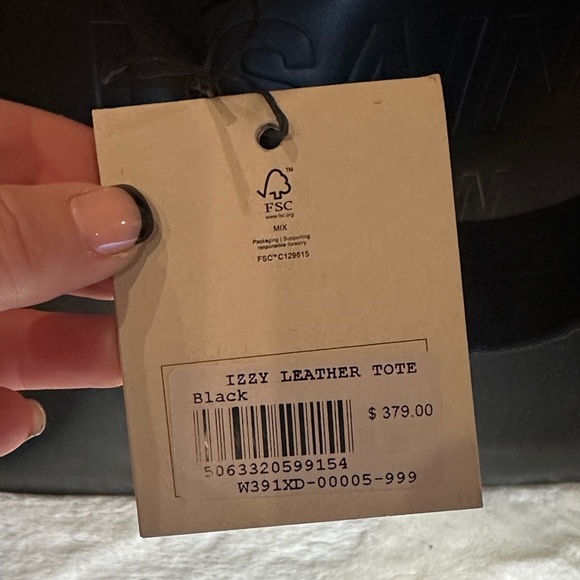 FSC™
www.fsc.org
MIX
Packaging | Supporting
responsible forestry
FSC™ C129615
IZZY LEATHER TOTE
Black
$ 379.00
5063320599154
W391XD-00005-999